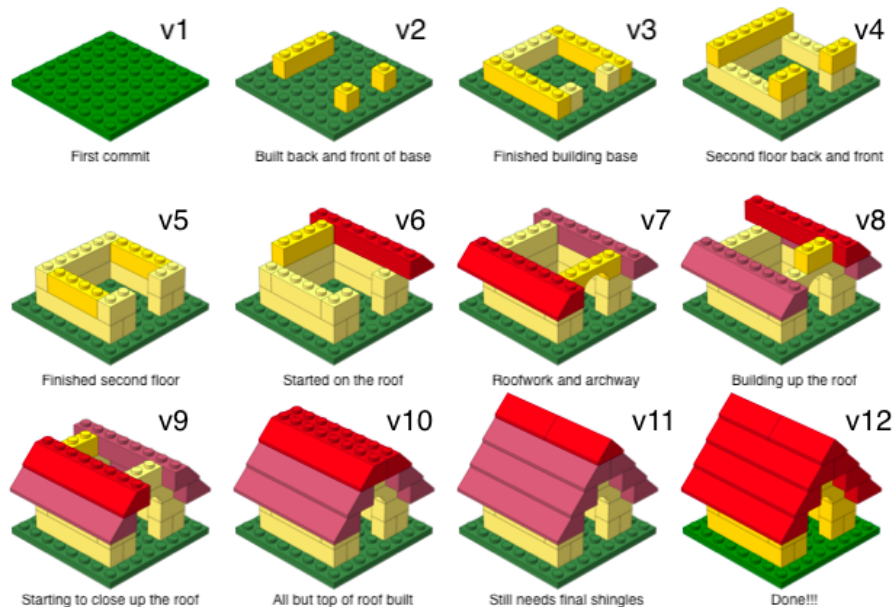 v1
v2
v3
v4
First commit
Built back and front of base
Finished building base
Second floor back and front
v5
v6
v7
v8
Finished second floor
Started on the roof
Roofwork and archway
Building up the roof
v9
v10
v11
v12
Starting to close up the roof
All but top of roof built
Still needs final shingles
Done!!!